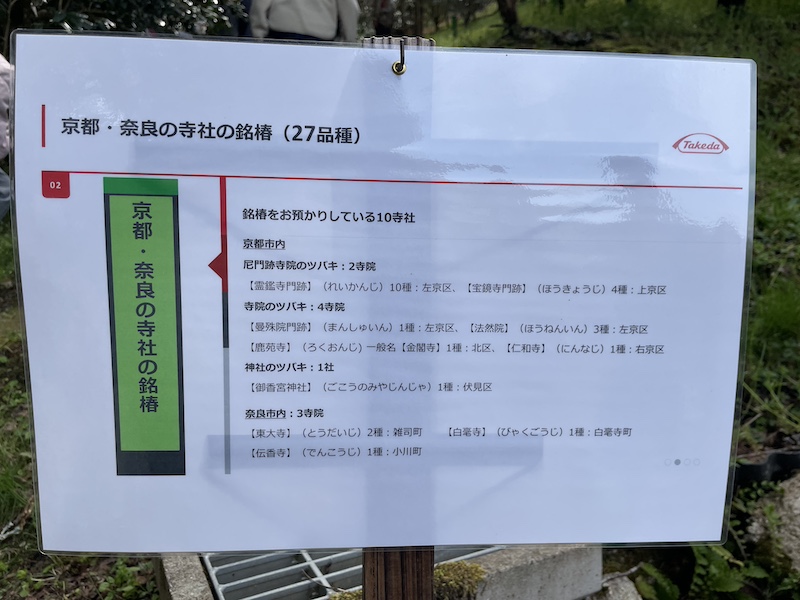 京都・奈良の寺社の銘椿（27品種）
Takeda
02
京都・奈良の寺社の銘椿
銘椿をお預かりしている10寺社
京都市内
尼門跡寺院のツバキ：2寺院
【霊鑑寺門跡】（れいかんじ）10種：左京区、【宝鏡寺門跡】（ほうきょうじ）4種：上京区
寺院のツバキ：4寺院
【曼殊院門跡】（まんしゅいん）1種：左京区、【法然院】（ほうねんいん）3種：左京区
【鹿苑寺】（ろくおんじ) 一般名【金閣寺】1種：北区、【仁和寺】（にんなじ）1種：右京区
神社のツバキ：1社
【御香宮神社】（ごこうのみやじんじゃ）1種：伏見区
奈良市内：3寺院
【東大寺】（とうだいじ）2種：雑司町　【白毫寺】（びゃくごうじ）1種：白毫寺町
【伝香寺】（でんこうじ）1種：小川町